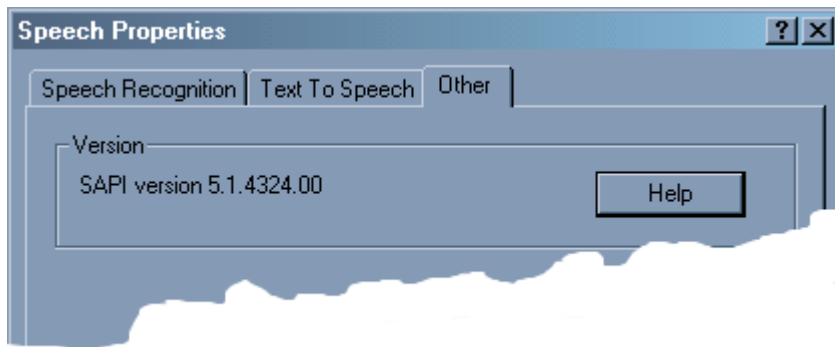 Speech Properties
Speech Recognition Text To Speech Other
Version
SAPI version 5.1.4324.00
Help